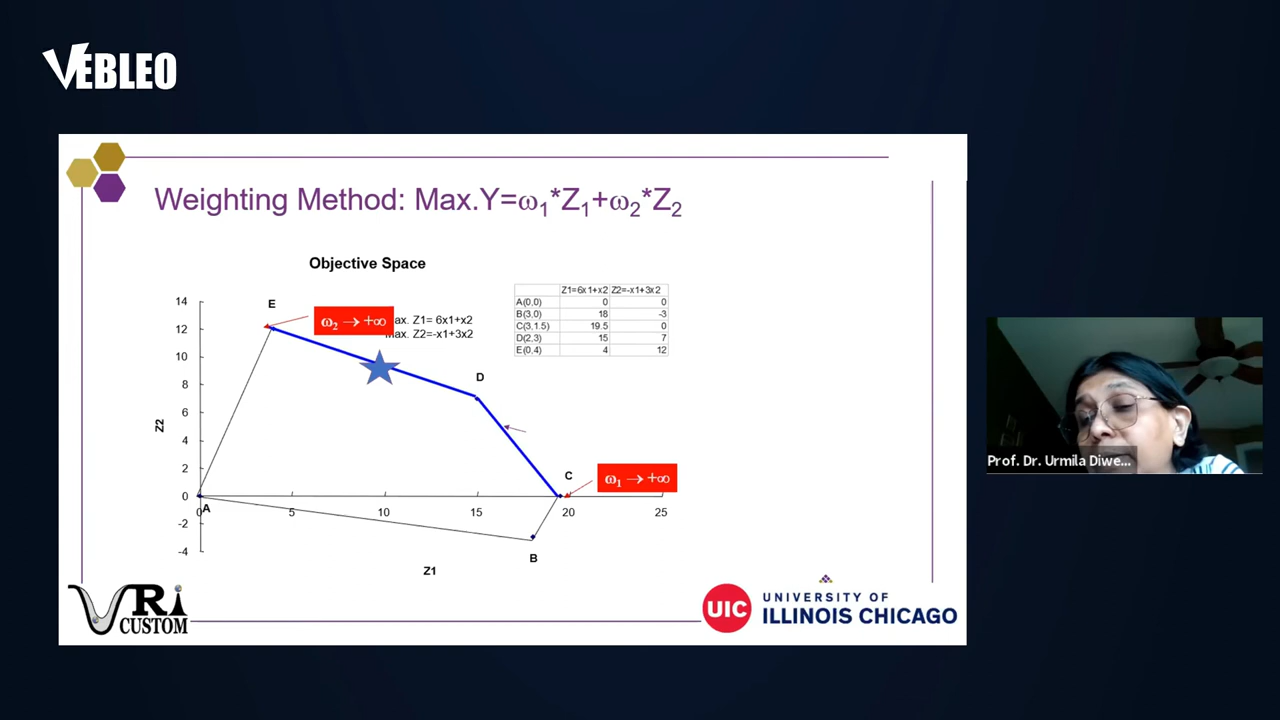 VEBLEO
Weighting Method: Max.Y=ω₁*Z₁+ω₂*Z₂
Objective Space
Z1=6x1+x2 Z2=-x1+3x2
A(0,0) 0 0
B(3,0) 18 -3
C(3,1.5) 19.5 0
D(2,3) 15 7
E(0,4) 4 12
14
12
10
8
6
4
2
0
-2
-4
Z2
E
ω₂ → +∞
ax. Z1= 6x1+x2
Max. Z2=-x1+3x2
D
C
ω₁ → +∞
A
0 5 10 15 20 25
B
Z1
VRi
CUSTOM
UIC
UNIVERSITY OF
ILLINOIS CHICAGO
Prof. Dr. Urmila Diwe...